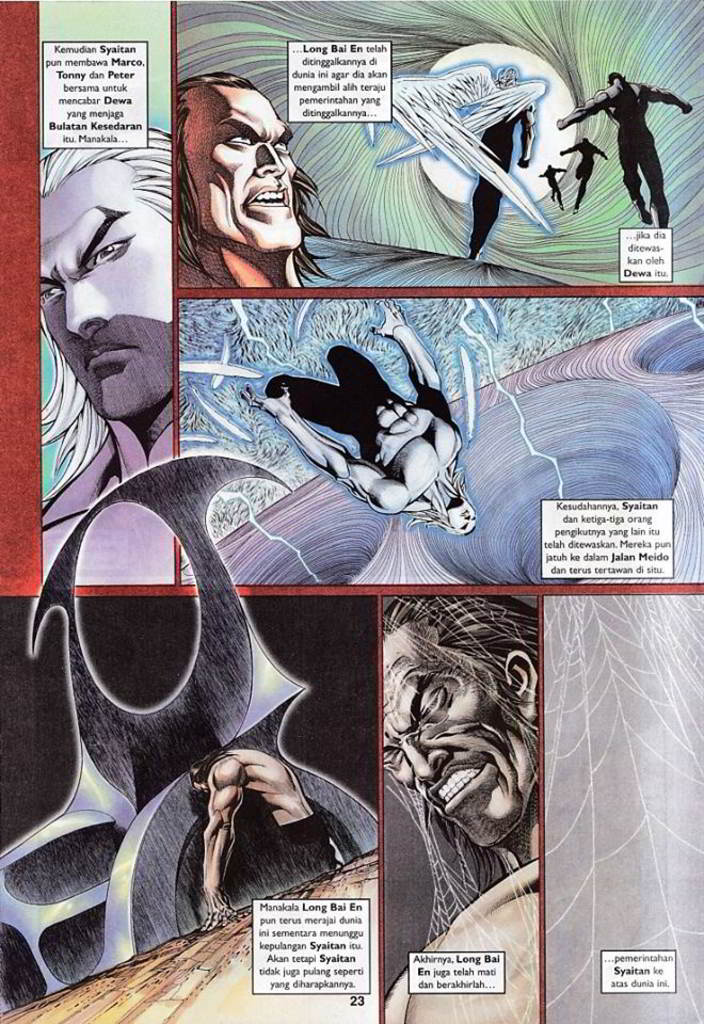 Kemudian Syaitan
pun membawa Marco,
Tonny dan Peter
bersama untuk
mencabar Dewa
yang menjaga
Bulatan Kesedaran
itu. Manakala...
...Long Bai En telah
ditinggalkannya di
dunia ini agar dia akan
mengambil alih teraju
pemerintahan yang
ditinggalkannya...
...jika dia
ditewas-
kan oleh
Dewa itu.
Kesudahannya, Syaitan
dan ketiga-tiga orang
pengikutnya yang lain itu
telah ditewaskan. Mereka pun
jatuh ke dalam Jalan Meido
dan terus tertawan di situ.
Manakala Long Bai En
pun terus merajai dunia
ini sementara menunggu
kepulangan Syaitan itu.
Akan tetapi Syaitan
tidak juga pulang seperti
yang diharapkannya.
Akhirnya, Long Bai
En juga telah mati
dan berakhirlah...
...pemerintahan
Syaitan ke
atas dunia ini.
23